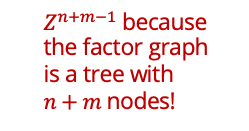 Z^{n+m−1} because
the factor graph
is a tree with
n + m nodes!